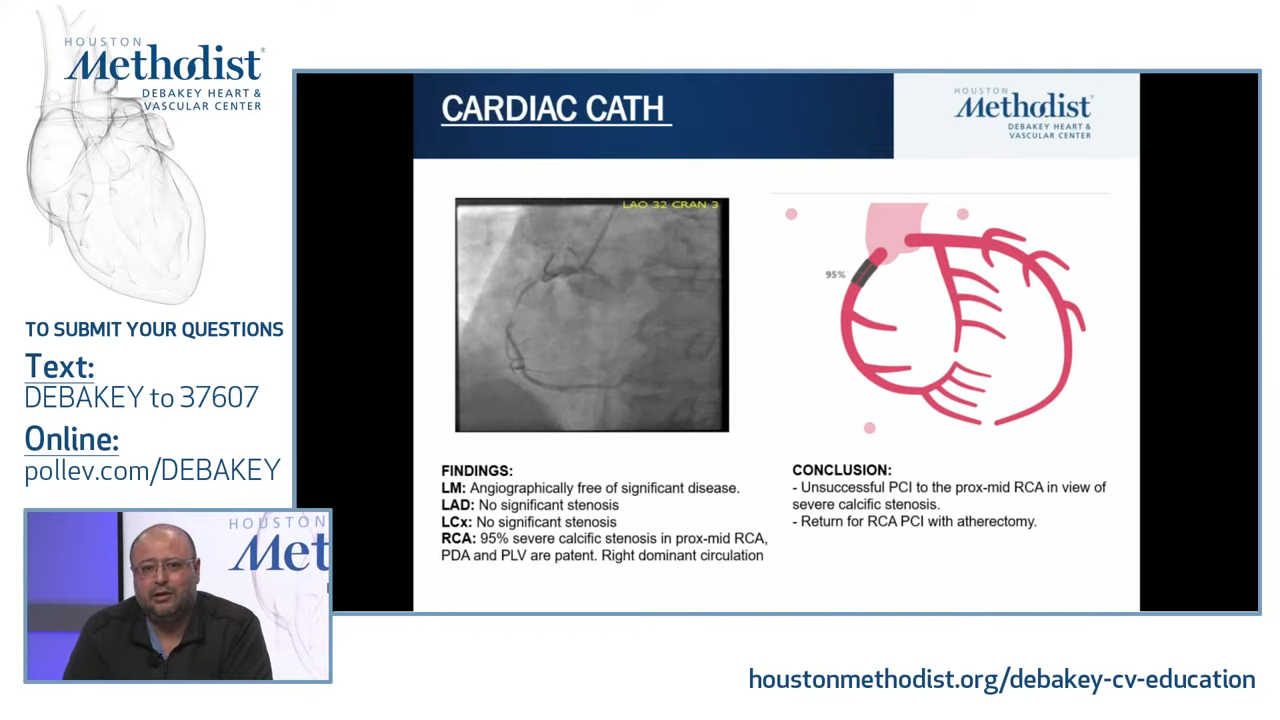 HOUSTON
Methodist®
DEBAKEY HEART &
VASCULAR CENTER
TO SUBMIT YOUR QUESTIONS
Text:
DEBAKEY to 37607
Online:
pollev.com/DEBAKEY
CARDIAC CATH
HOUSTON
Methodist®
DEBAKEY HEART &
VASCULAR CENTER
LAO 32 CRAN 3
95%
FINDINGS:
LM: Angiographically free of significant disease.
LAD: No significant stenosis
LCx: No significant stenosis
RCA: 95% severe calcific stenosis in prox-mid RCA,
PDA and PLV are patent. Right dominant circulation
CONCLUSION:
- Unsuccessful PCI to the prox-mid RCA in view of
severe calcific stenosis.
- Return for RCA PCI with atherectomy.
HOUSTON
Met
houstonmethodist.org/debakey-cv-education